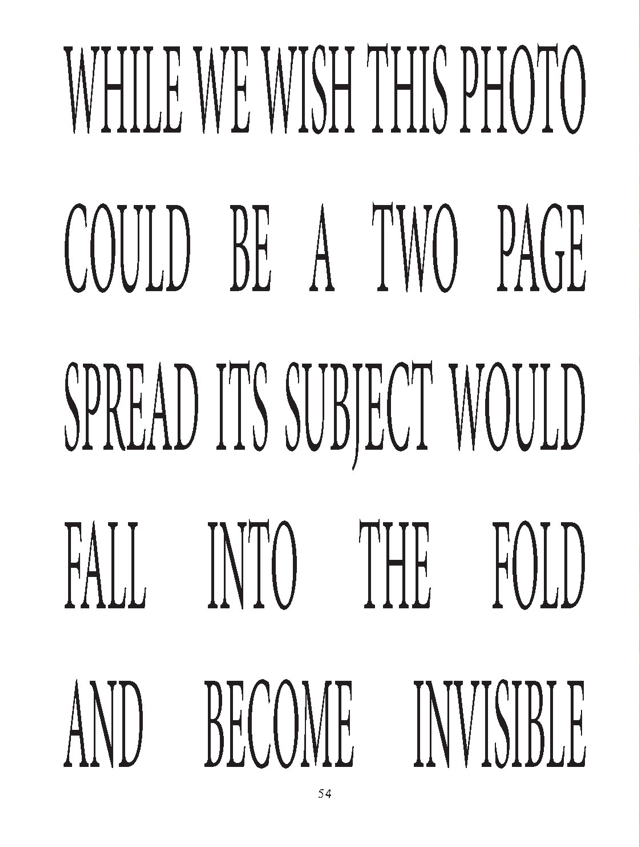 WHILE WE WISH THIS PHOTO
COULD BE A TWO PAGE
SPREAD ITS SUBJECT WOULD
FALL INTO THE FOLD
AND BECOME INVISIBLE
54